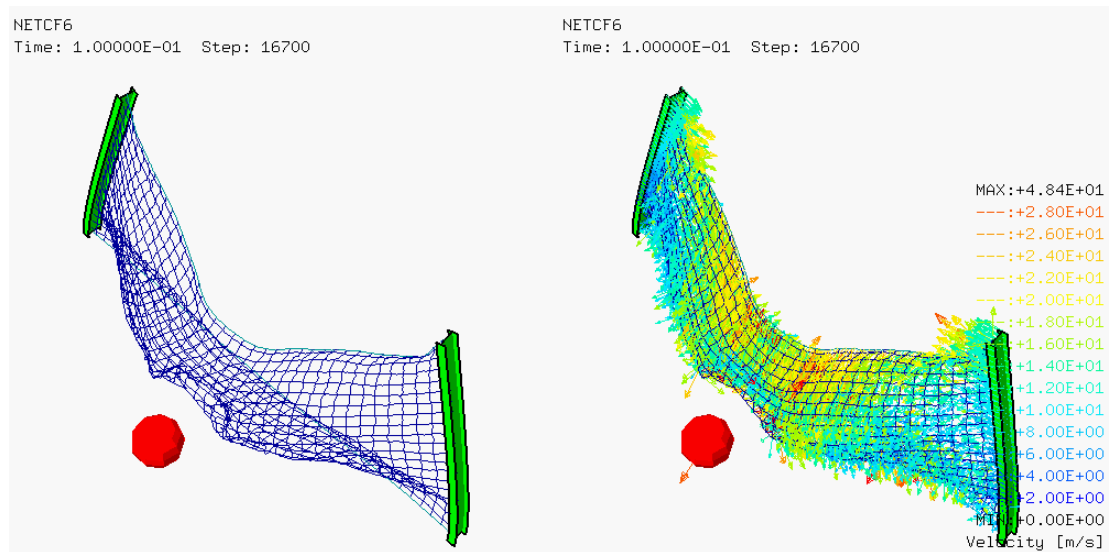 NETCF6
Time: 1.00000E-01  Step: 16700
NETCF6
Time: 1.00000E-01  Step: 16700
MAX:+4.84E+01
---:+2.80E+01
---:+2.60E+01
---:+2.40E+01
---:+2.20E+01
---:+2.00E+01
---:+1.80E+01
---:+1.60E+01
---:+1.40E+01
---:+1.20E+01
---:+1.00E+01
---:+8.00E+00
---:+6.00E+00
---:+4.00E+00
---:+2.00E+00
MIN:+0.00E+00
Velocity [m/s]